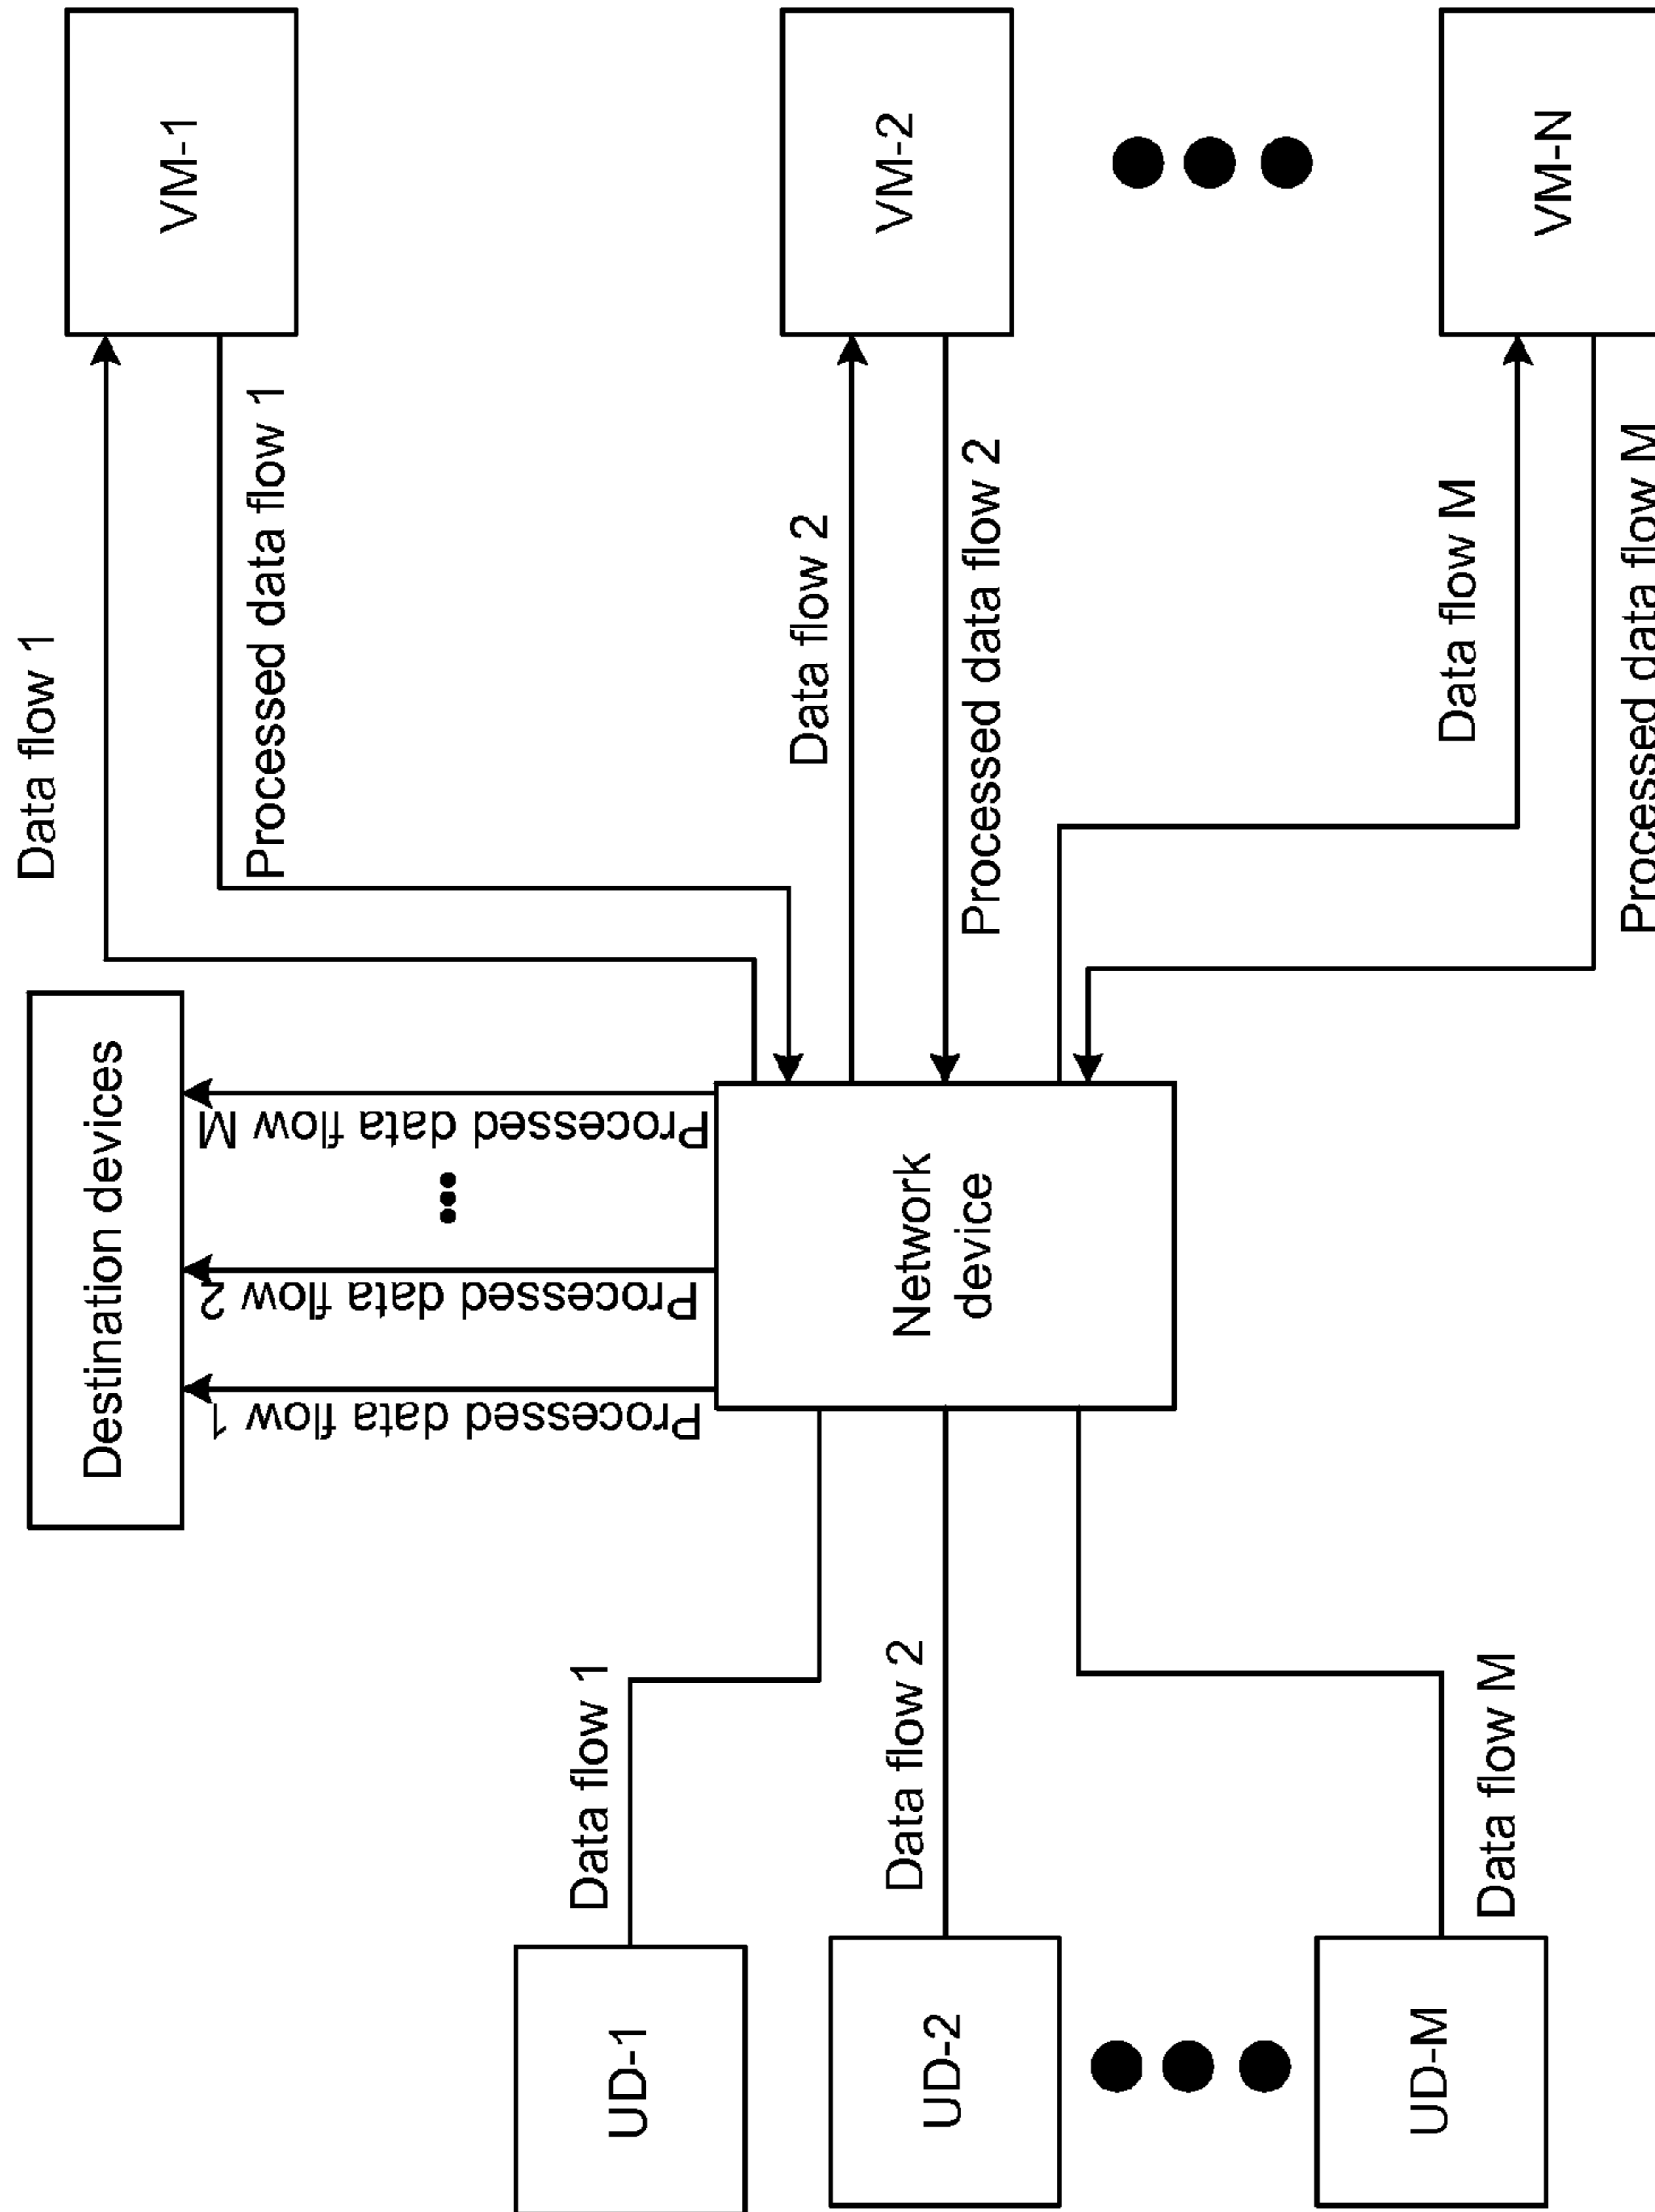 Destination devices
Processed data flow 1
Processed data flow 2
Processed data flow M
Data flow 1
VM-1
Processed data flow 1
UD-1
Data flow 1
Data flow 2
VM-2
UD-2
Data flow 2
Network
device
Processed data flow 2
UD-M
Data flow M
Data flow M
VM-N
Processed data flow M